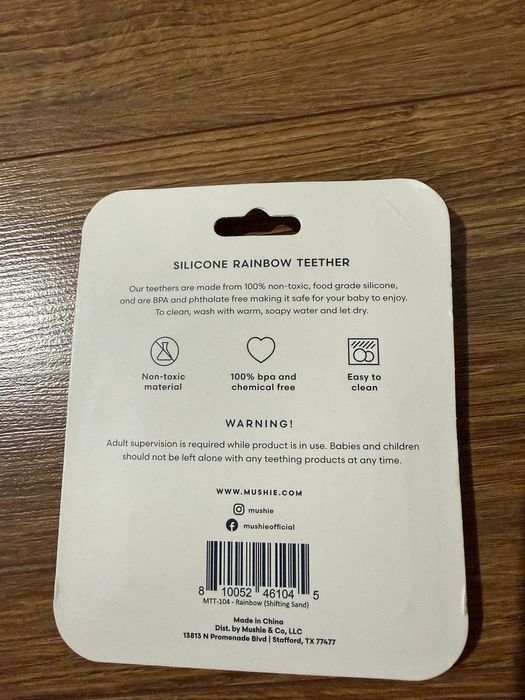 SILICONE RAINBOW TEETHER
Our teethers are made from 100% non-toxic, food grade silicone,
and are BPA and phthalate free making it safe for your baby to enjoy.
To clean, wash with warm, soapy water and let dry.
Non-toxic
material
100% bpa and
chemical free
Easy to
clean
WARNING!
Adult supervision is required while product is in use. Babies and children
should not be left alone with any teething products at any time.
WWW.MUSHIE.COM
mushie
mushieofficial
8 10052 46104 5
MTT-104 - Rainbow (Shifting Sand)
Made in China
Dist. by Mushie & Co, LLC
13813 N Promenade Blvd | Stafford, TX 77477